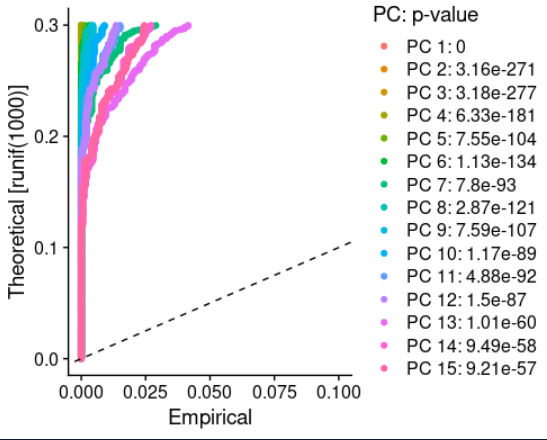 PC: p-value
0.3
0.2
0.1
0.0
Theoretical [runif(1000)]
0.000 0.025 0.050 0.075 0.100
Empirical
PC 1: 0
PC 2: 3.16e-271
PC 3: 3.18e-277
PC 4: 6.33e-181
PC 5: 7.55e-104
PC 6: 1.13e-134
PC 7: 7.8e-93
PC 8: 2.87e-121
PC 9: 7.59e-107
PC 10: 1.17e-89
PC 11: 4.88e-92
PC 12: 1.5e-87
PC 13: 1.01e-60
PC 14: 9.49e-58
PC 15: 9.21e-57